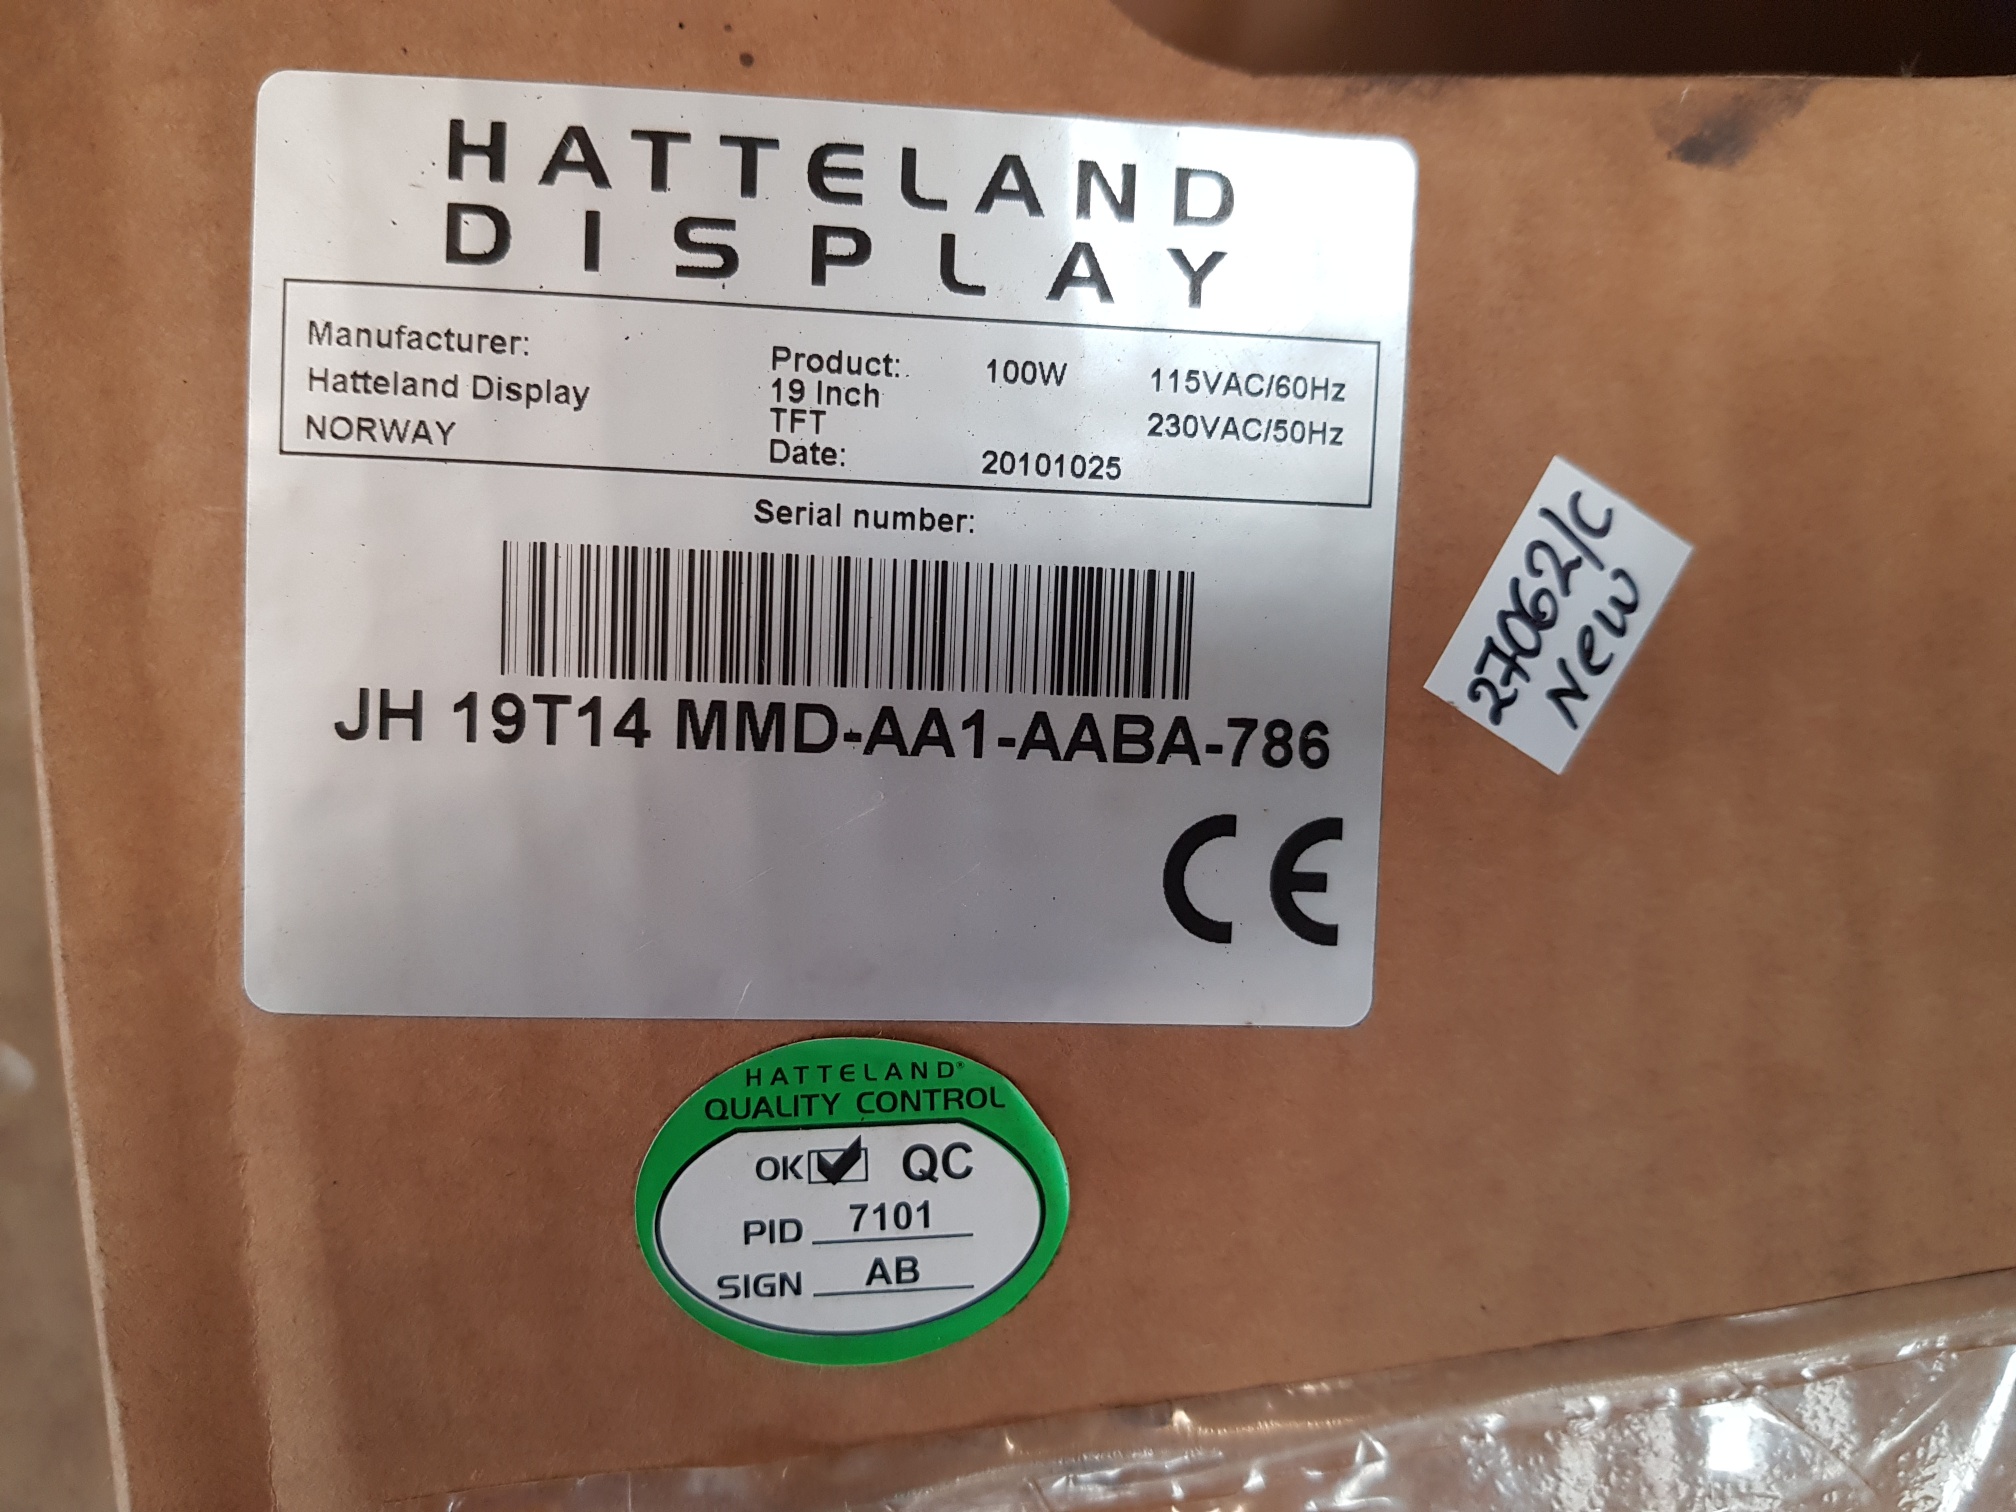 HATTELAND
DISPLAY
Manufacturer:
Hatteland Display
NORWAY
Product: 100W 115VAC/60Hz
19 Inch
TFT 230VAC/50Hz
Date: 20101025
Serial number:
JH 19T14 MMD-AA1-AABA-786
CE
27062/C
New
HATTELAND®
QUALITY CONTROL
OK QC
PID 7101
SIGN AB